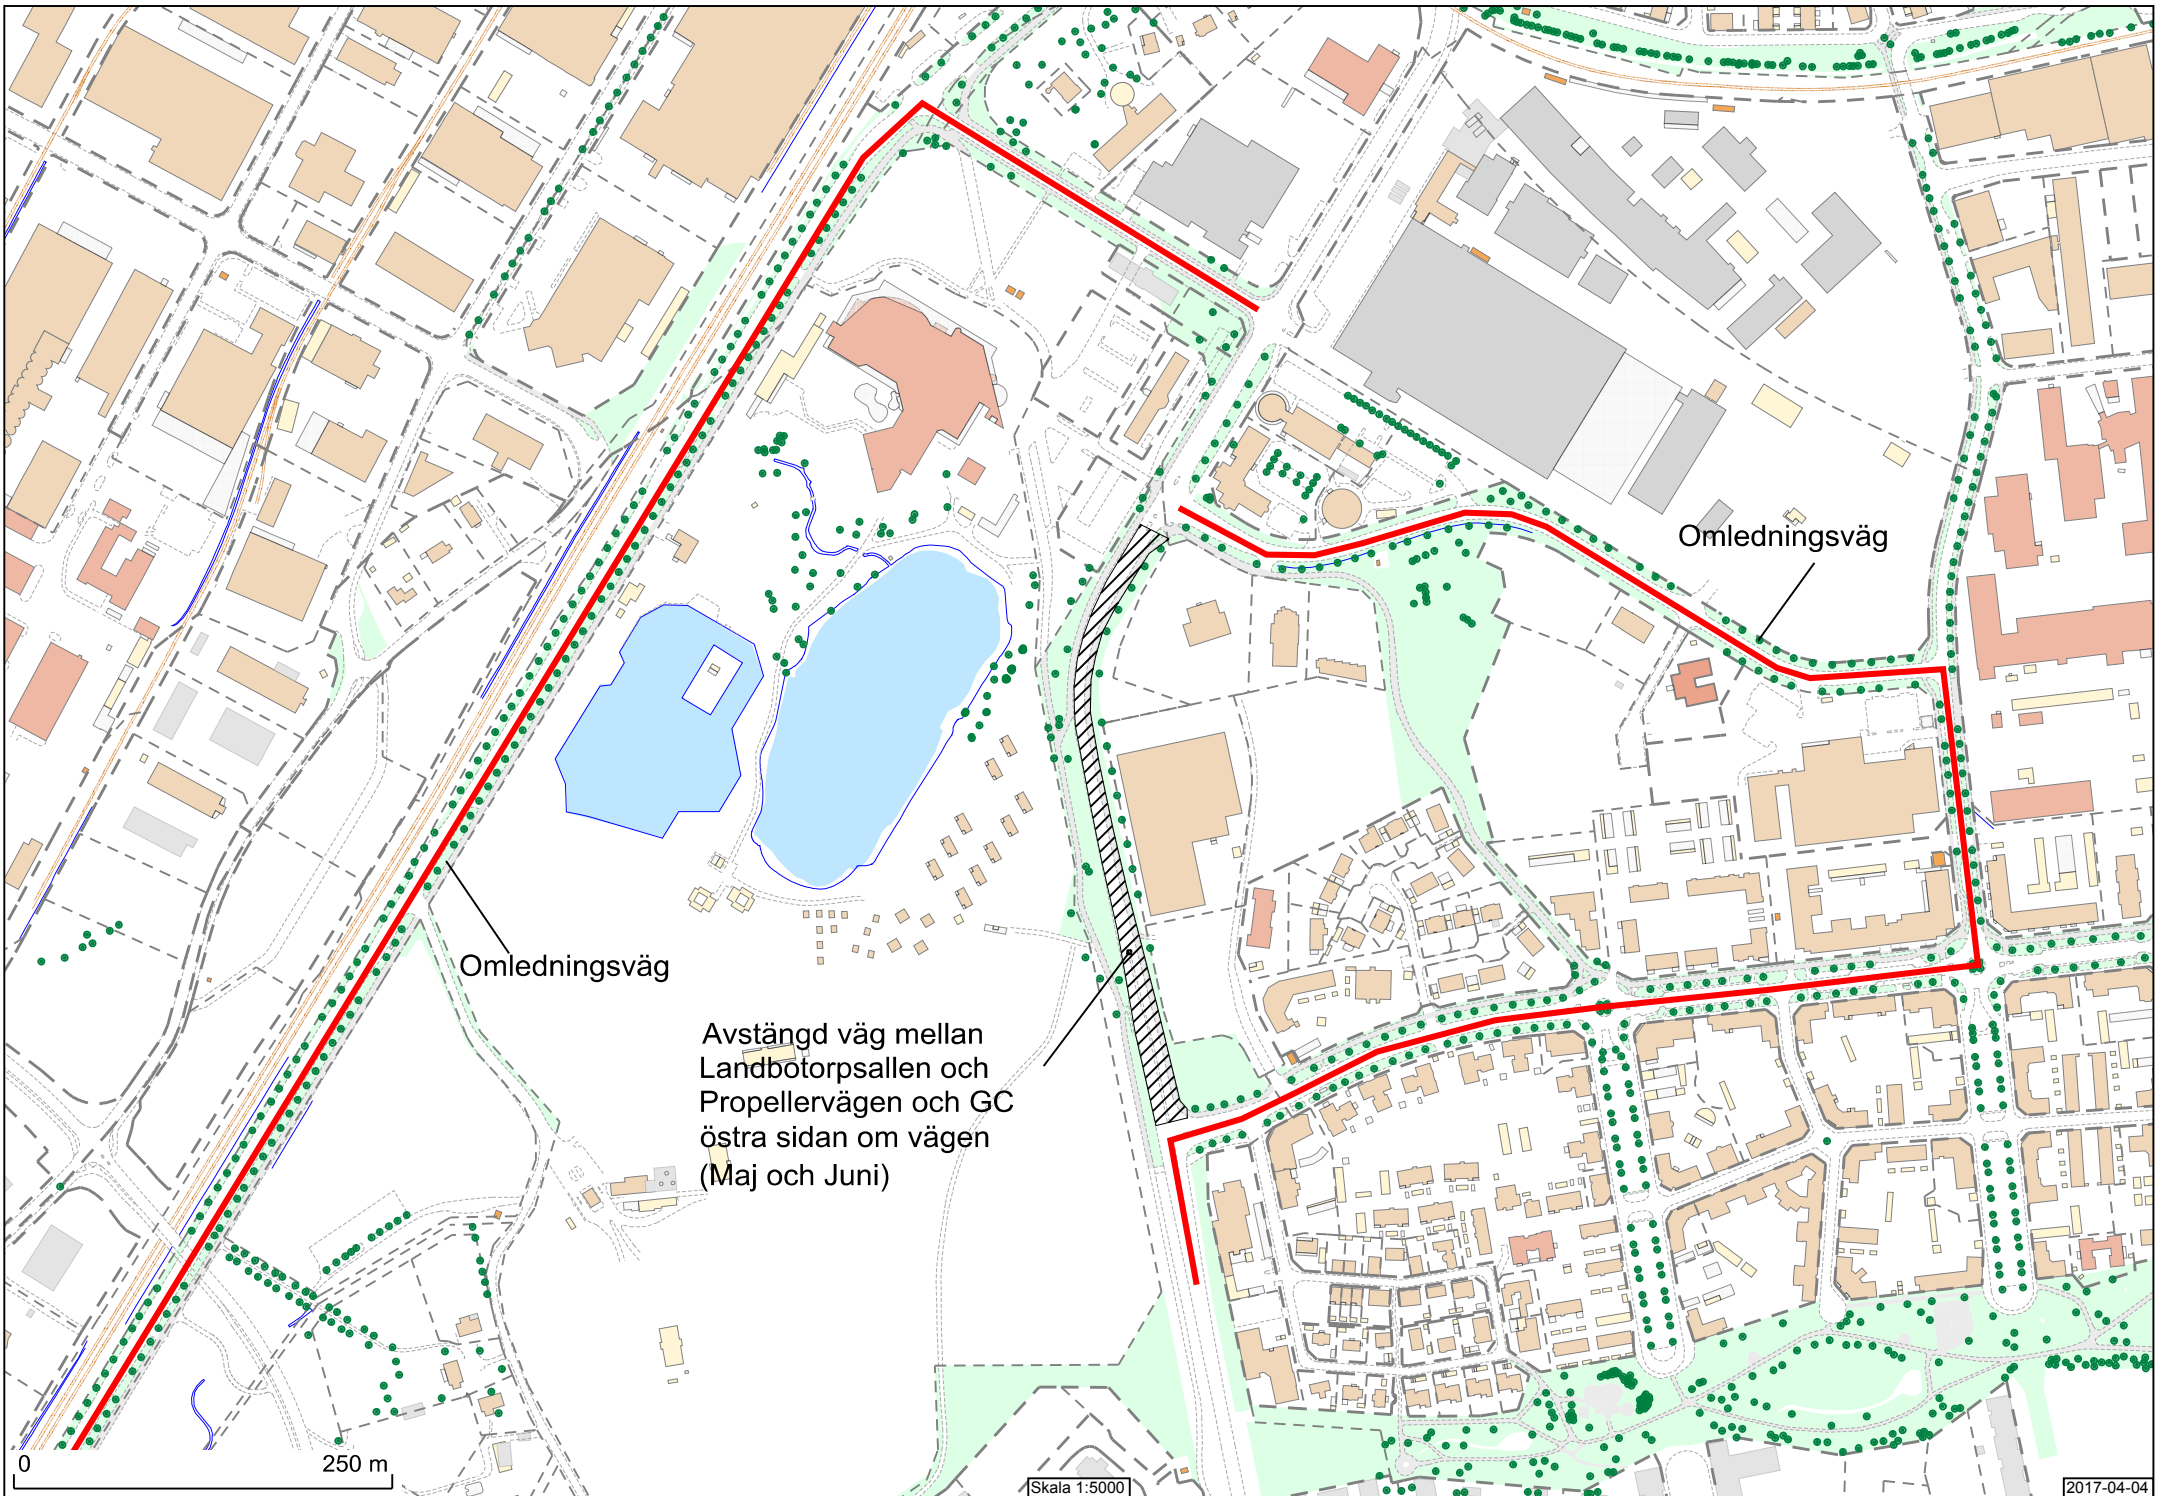 Omledningsväg
Omledningsväg
Avstängd väg mellan
Landbotorpsallen och
Propellervägen och GC
östra sidan om vägen
(Maj och Juni)
0 250 m
Skala 1:5000
2017-04-04